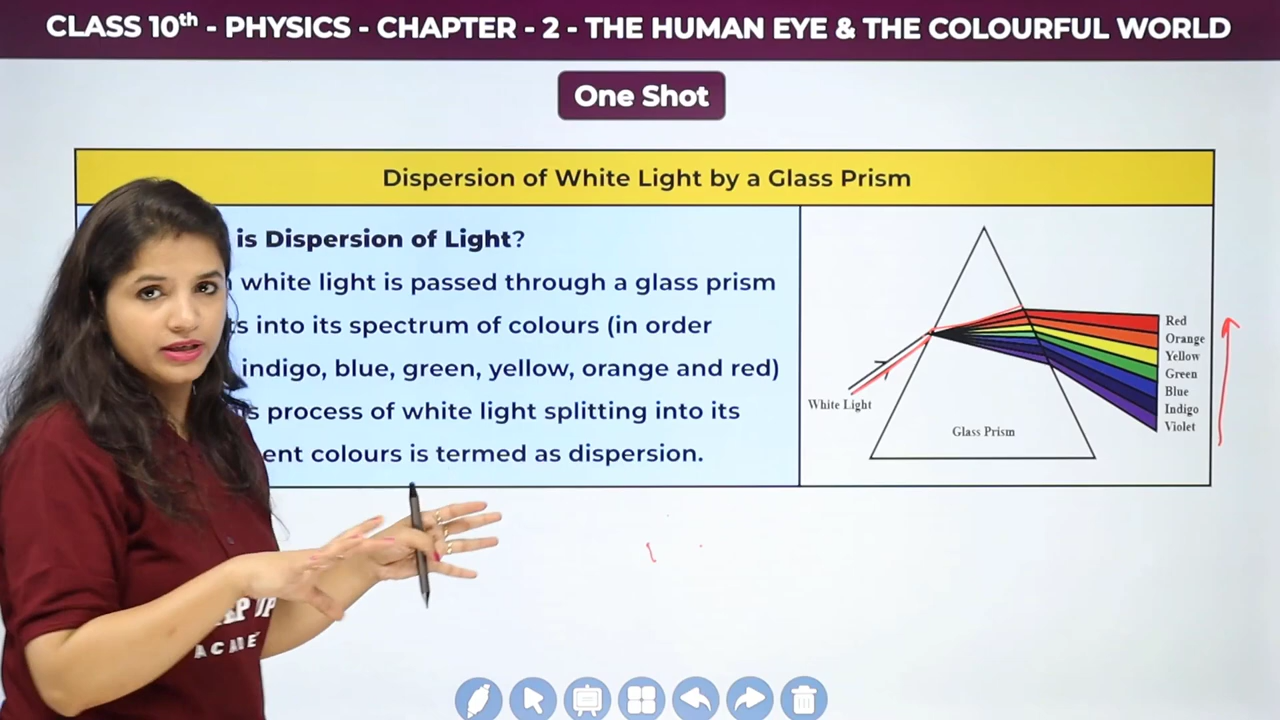 CLASS 10th - PHYSICS - CHAPTER - 2 - THE HUMAN EYE & THE COLOURFUL WORLD
One Shot
Dispersion of White Light by a Glass Prism
is Dispersion of Light?
white light is passed through a glass prism
into its spectrum of colours (in order
indigo, blue, green, yellow, orange and red)
process of white light splitting into its
colours is termed as dispersion.
Red
Orange
Yellow
Green
Blue
Indigo
Violet
White Light
Glass Prism